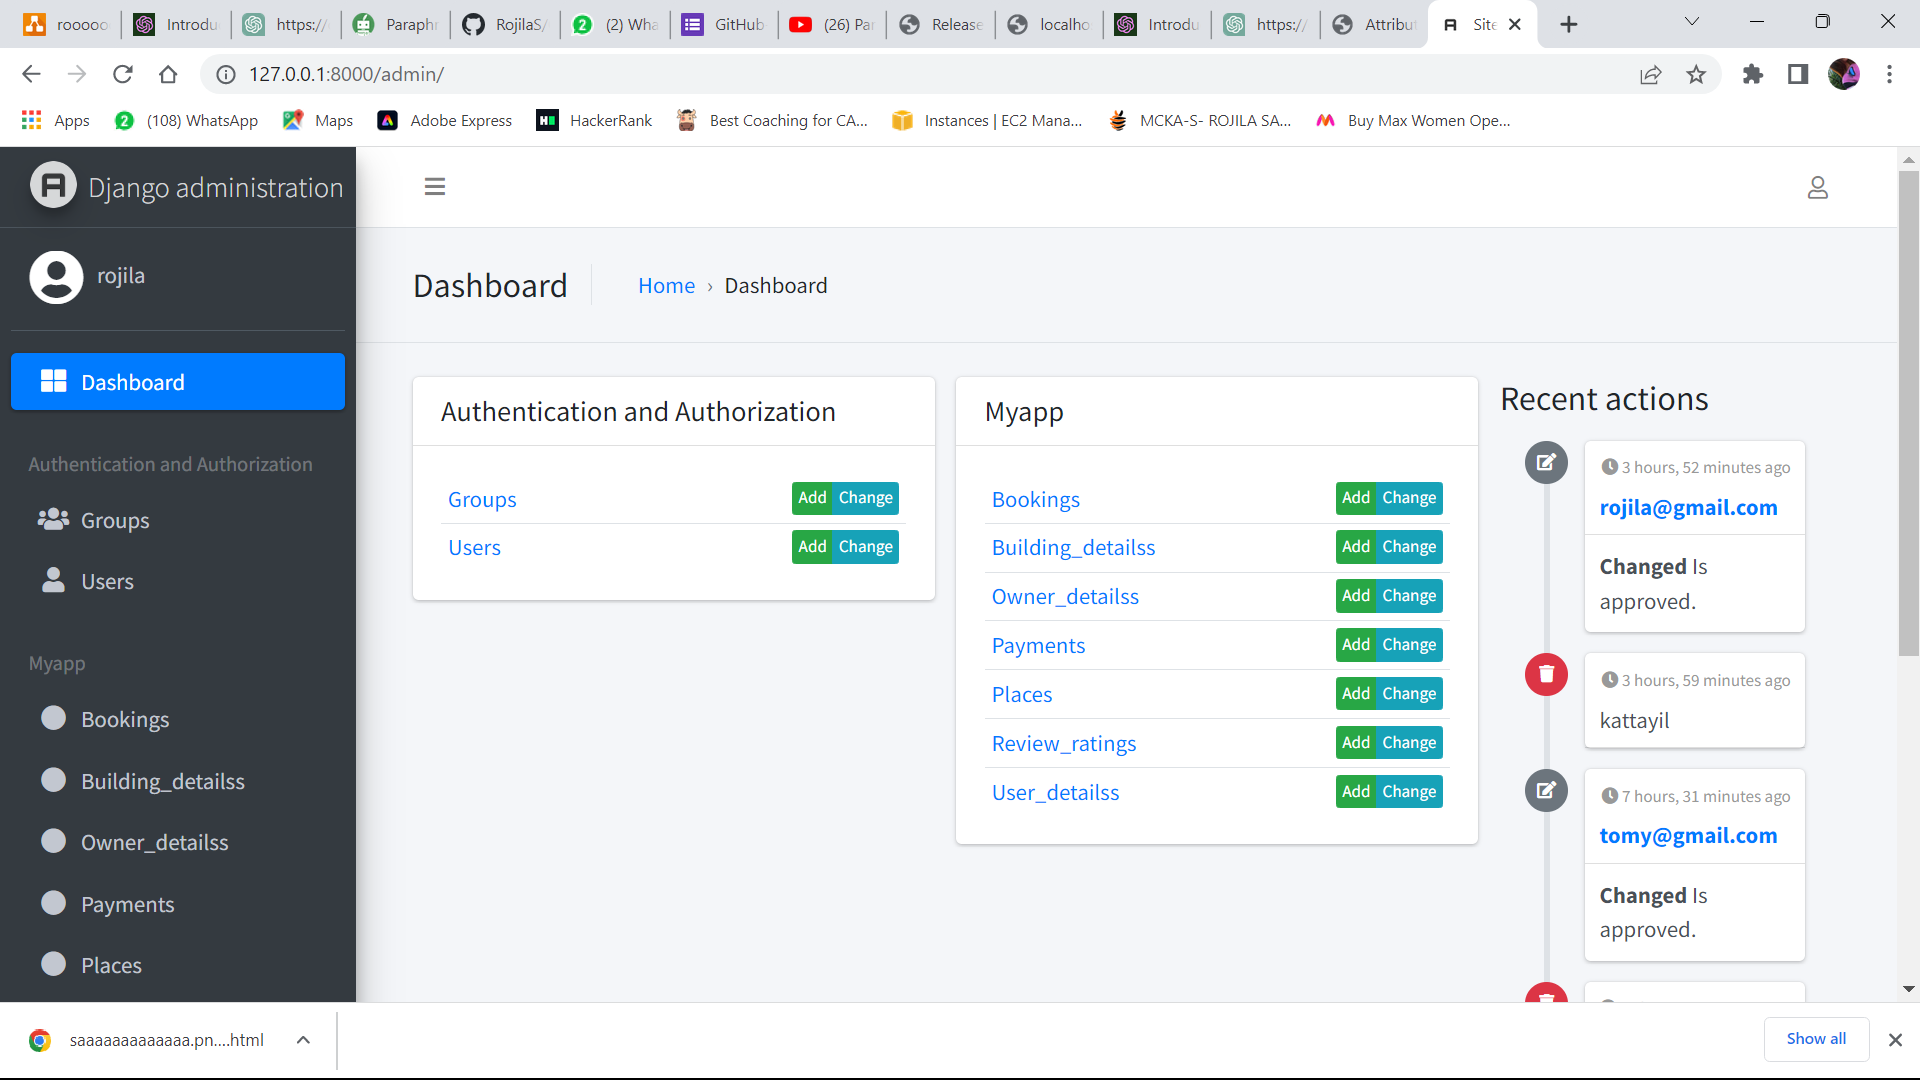 roooo
Introdu
https://
Paraphr
RojilaS/
(2) Wha
GitHub
(26) Pa
Release
localho
Introdu
https://
Attribut
Site
127.0.0.1:8000/admin/
Apps
(108) WhatsApp
Maps
Adobe Express
HackerRank
Best Coaching for CA...
Instances | EC2 Mana...
MCKA-S- ROJILA SA...
Buy Max Women Ope...
Django administration
rojila
Dashboard
Authentication and Authorization
Groups
Users
Myapp
Bookings
Building_detailss
Owner_detailss
Payments
Places
Dashboard
Home › Dashboard
Authentication and Authorization
Groups Add Change
Users Add Change
Myapp
Bookings Add Change
Building_detailss Add Change
Owner_detailss Add Change
Payments Add Change
Places Add Change
Review_ratings Add Change
User_detailss Add Change
Recent actions
3 hours, 52 minutes ago
rojila@gmail.com
Changed Is
approved.
3 hours, 59 minutes ago
kattayil
7 hours, 31 minutes ago
tomy@gmail.com
Changed Is
approved.
saaaaaaaaaaaaa.pn....html
Show all